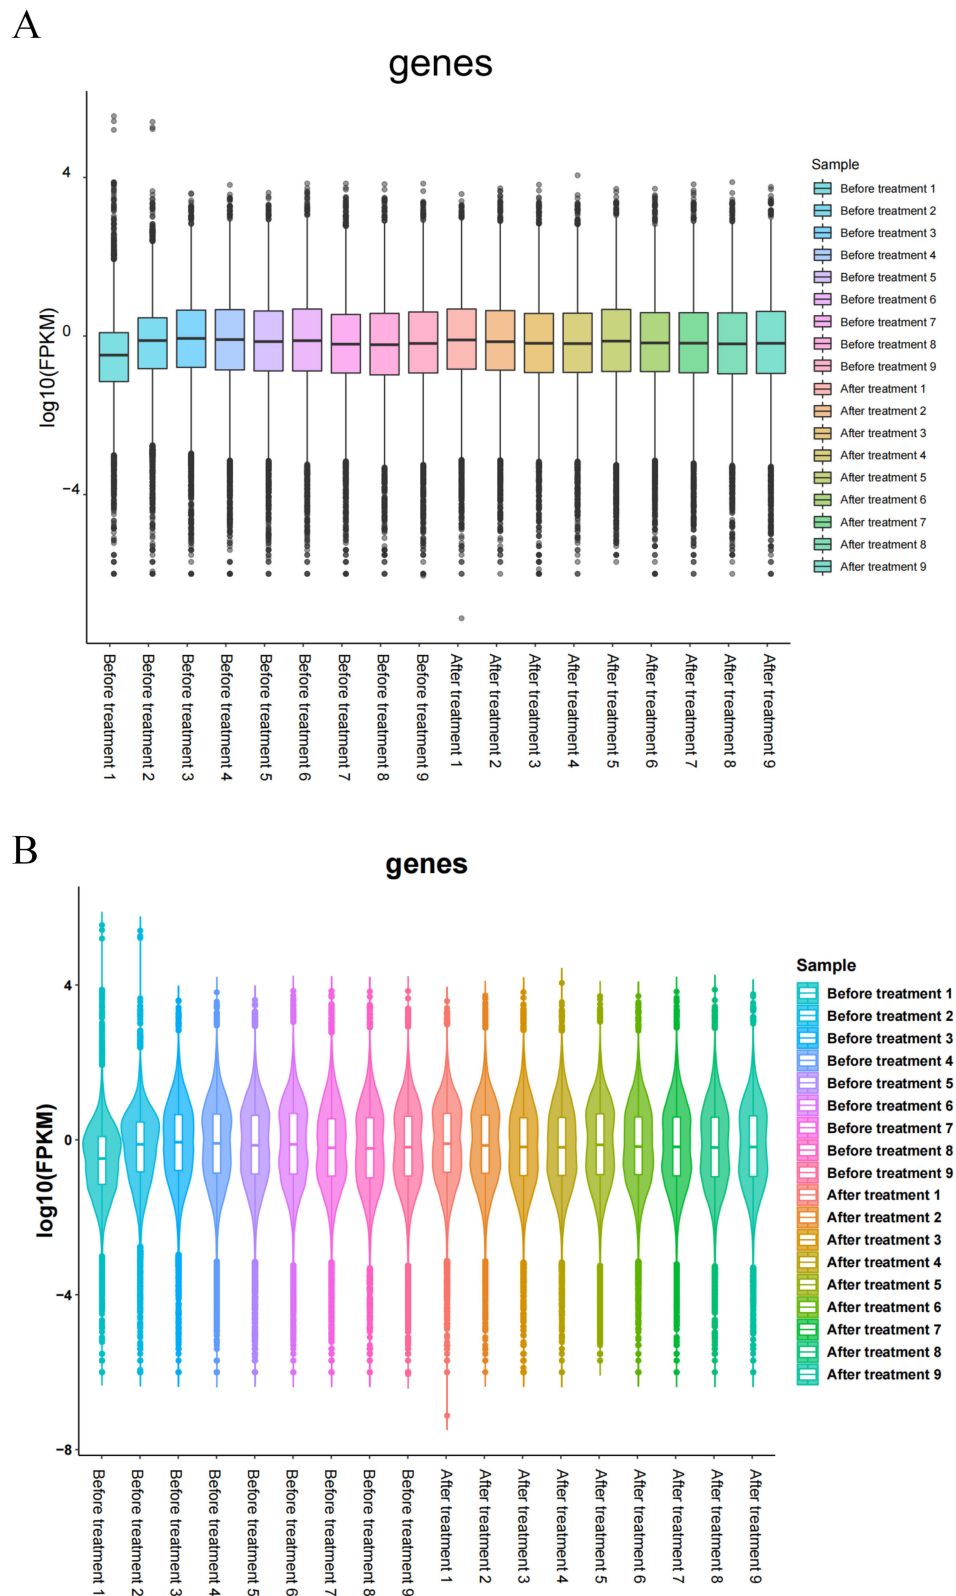 A
genes
4
0
−4
log10(FPKM)
Sample
Before treatment 1
Before treatment 2
Before treatment 3
Before treatment 4
Before treatment 5
Before treatment 6
Before treatment 7
Before treatment 8
Before treatment 9
After treatment 1
After treatment 2
After treatment 3
After treatment 4
After treatment 5
After treatment 6
After treatment 7
After treatment 8
After treatment 9
Before treatment 1
Before treatment 2
Before treatment 3
Before treatment 4
Before treatment 5
Before treatment 6
Before treatment 7
Before treatment 8
Before treatment 9
After treatment 1
After treatment 2
After treatment 3
After treatment 4
After treatment 5
After treatment 6
After treatment 7
After treatment 8
After treatment 9
B
genes
4
0
−4
−8
log10(FPKM)
Sample
Before treatment 1
Before treatment 2
Before treatment 3
Before treatment 4
Before treatment 5
Before treatment 6
Before treatment 7
Before treatment 8
Before treatment 9
After treatment 1
After treatment 2
After treatment 3
After treatment 4
After treatment 5
After treatment 6
After treatment 7
After treatment 8
After treatment 9
Before treatment 1
Before treatment 2
Before treatment 3
Before treatment 4
Before treatment 5
Before treatment 6
Before treatment 7
Before treatment 8
Before treatment 9
After treatment 1
After treatment 2
After treatment 3
After treatment 4
After treatment 5
After treatment 6
After treatment 7
After treatment 8
After treatment 9